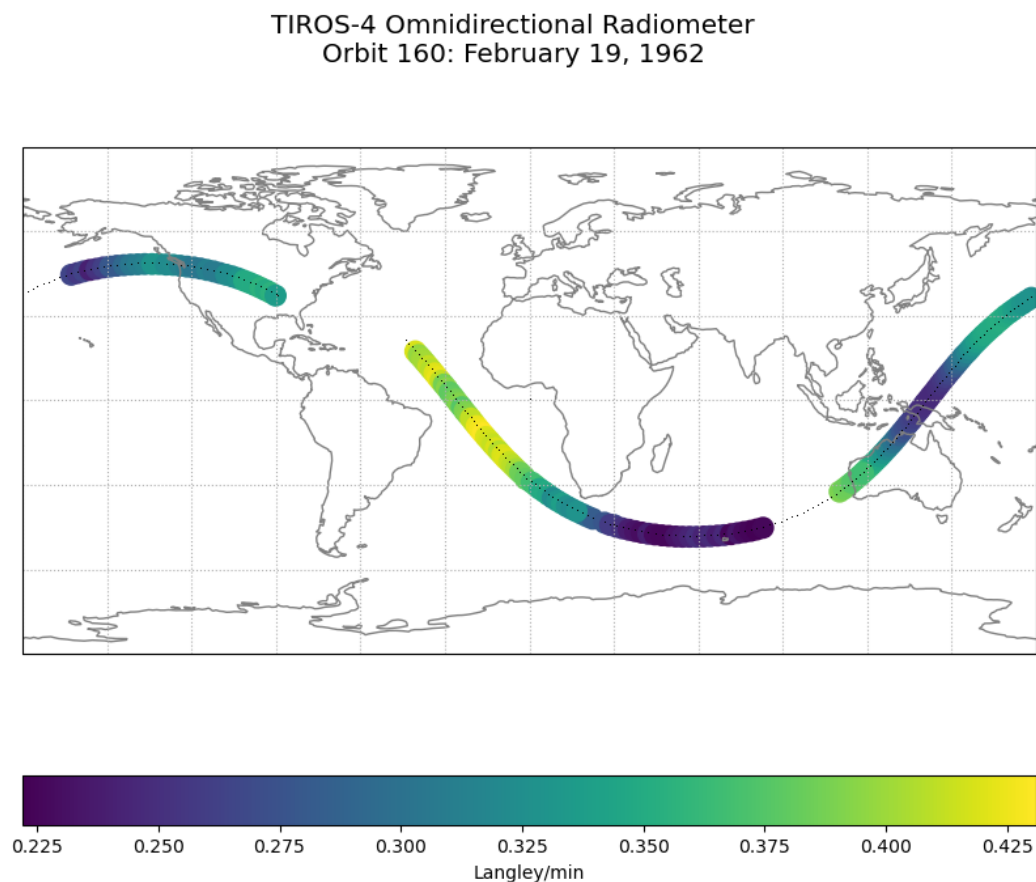 TIROS-4 Omnidirectional Radiometer
Orbit 160: February 19, 1962
0.225 0.250 0.275 0.300 0.325 0.350 0.375 0.400 0.425
Langley/min